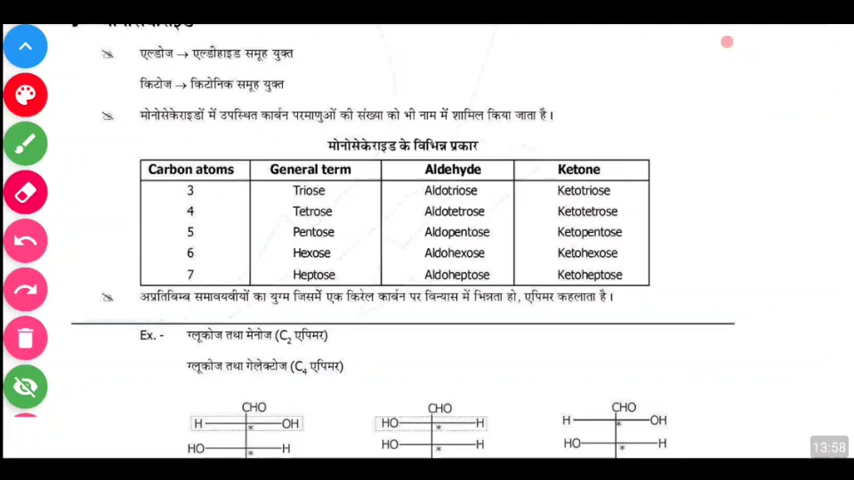 एल्डोज → एल्डीहाइड समूह युक्त
किटोज → किटोनिक समूह युक्त
मोनोसेकेराइडों में उपस्थित कार्बन परमाणुओं की संख्या को भी नाम में शामिल किया जाता है।
मोनोसेकेराइड के विभिन्न प्रकार
Carbon atoms General term Aldehyde Ketone
3 Triose Aldotriose Ketotriose
4 Tetrose Aldotetrose Ketotetrose
5 Pentose Aldopentose Ketopentose
6 Hexose Aldohexose Ketohexose
7 Heptose Aldoheptose Ketoheptose
अप्रतिबिम्ब समावयवीयों का युग्म जिसमें एक किरेल कार्बन पर विन्यास में भिन्नता हो, एपिमर कहलाता है।
Ex. - ग्लूकोज तथा मेनोज (C₂ एपिमर)
ग्लूकोज तथा गेलेक्टोज (C₄ एपिमर)
CHO CHO CHO
H * OH HO * H H * OH
HO * H HO * H HO * H
13:58